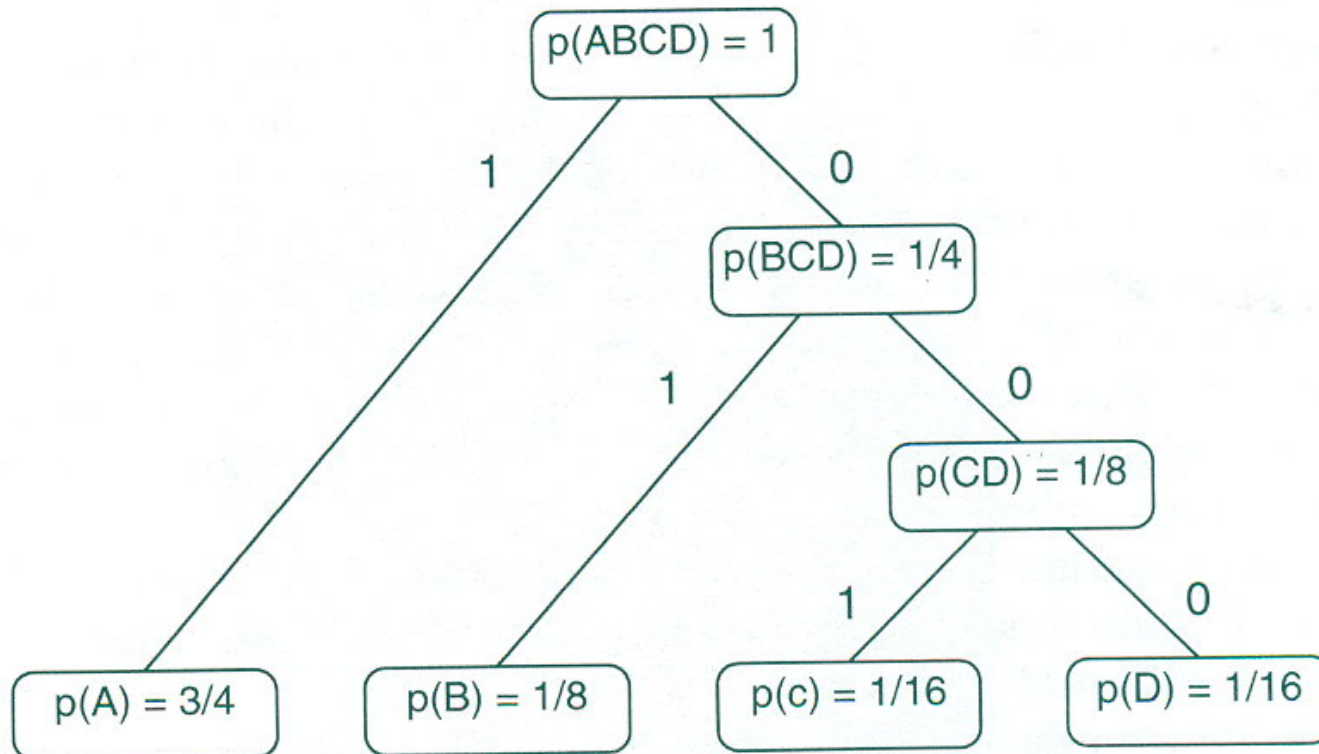 p(ABCD) = 1
1
0
p(BCD) = 1/4
1
0
p(CD) = 1/8
1
0
p(A) = 3/4
p(B) = 1/8
p(c) = 1/16
p(D) = 1/16